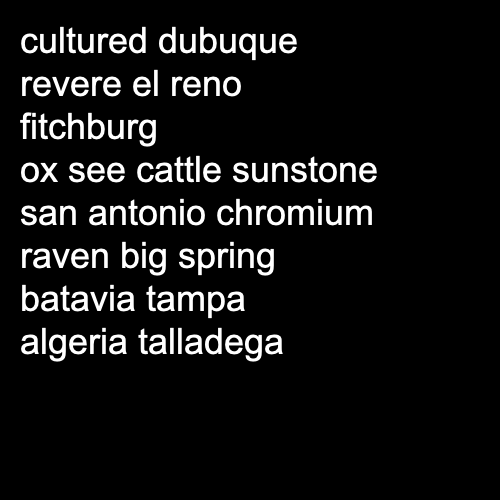 cultured dubuque
revere el reno
fitchburg
ox see cattle sunstone
san antonio chromium
raven big spring
batavia tampa
algeria talladega